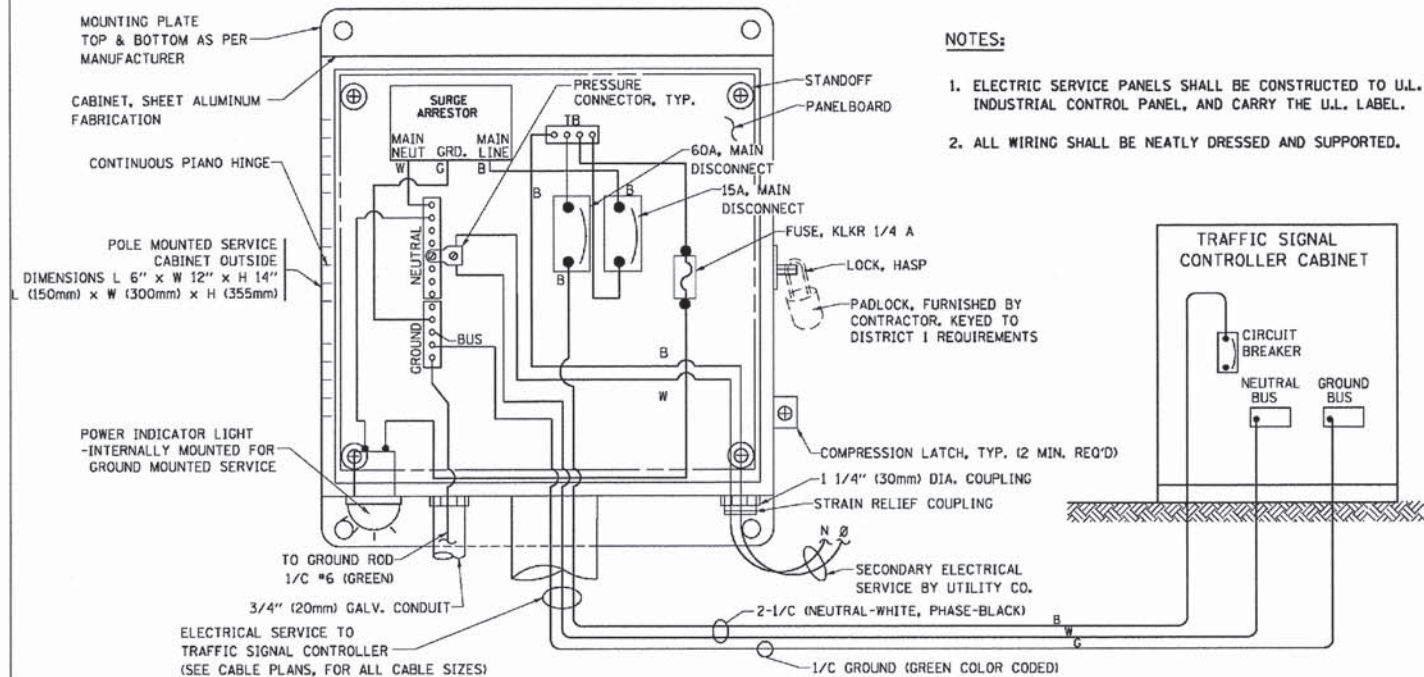 MOUNTING PLATE
TOP & BOTTOM AS PER
MANUFACTURER
CABINET, SHEET ALUMINUM
FABRICATION
CONTINUOUS PIANO HINGE
POLE MOUNTED SERVICE
CABINET OUTSIDE
DIMENSIONS L 6" x W 12" x H 14"
L (150mm) x W (300mm) x H (355mm)
POWER INDICATOR LIGHT
-INTERNALLY MOUNTED FOR
GROUND MOUNTED SERVICE
SURGE
ARRESTOR
MAIN
NEUT
GRD.
MAIN
LINE
W
G
B
PRESSURE
CONNECTOR, TYP.
TB
B
B
B
NEUTRAL
GROUND
BUS
B
W
STANDOFF
PANELBOARD
60A, MAIN
DISCONNECT
15A, MAIN
DISCONNECT
FUSE, KLKR 1/4 A
LOCK, HASP
PADLOCK, FURNISHED BY
CONTRACTOR, KEYED TO
DISTRICT 1 REQUIREMENTS
COMPRESSION LATCH, TYP. (2 MIN. REQ'D)
1 1/4" (30mm) DIA. COUPLING
STRAIN RELIEF COUPLING
N Ø
SECONDARY ELECTRICAL
SERVICE BY UTILITY CO.
TO GROUND ROD
1/C #6 (GREEN)
3/4" (20mm) GALV. CONDUIT
ELECTRICAL SERVICE TO
TRAFFIC SIGNAL CONTROLLER
(SEE CABLE PLANS, FOR ALL CABLE SIZES)
2-1/C (NEUTRAL-WHITE, PHASE-BLACK)
B
W
G
1/C GROUND (GREEN COLOR CODED)
NOTES:
1. ELECTRIC SERVICE PANELS SHALL BE CONSTRUCTED TO U.L.
INDUSTRIAL CONTROL PANEL, AND CARRY THE U.L. LABEL.
2. ALL WIRING SHALL BE NEATLY DRESSED AND SUPPORTED.
TRAFFIC SIGNAL
CONTROLLER CABINET
CIRCUIT
BREAKER
NEUTRAL
BUS
GROUND
BUS